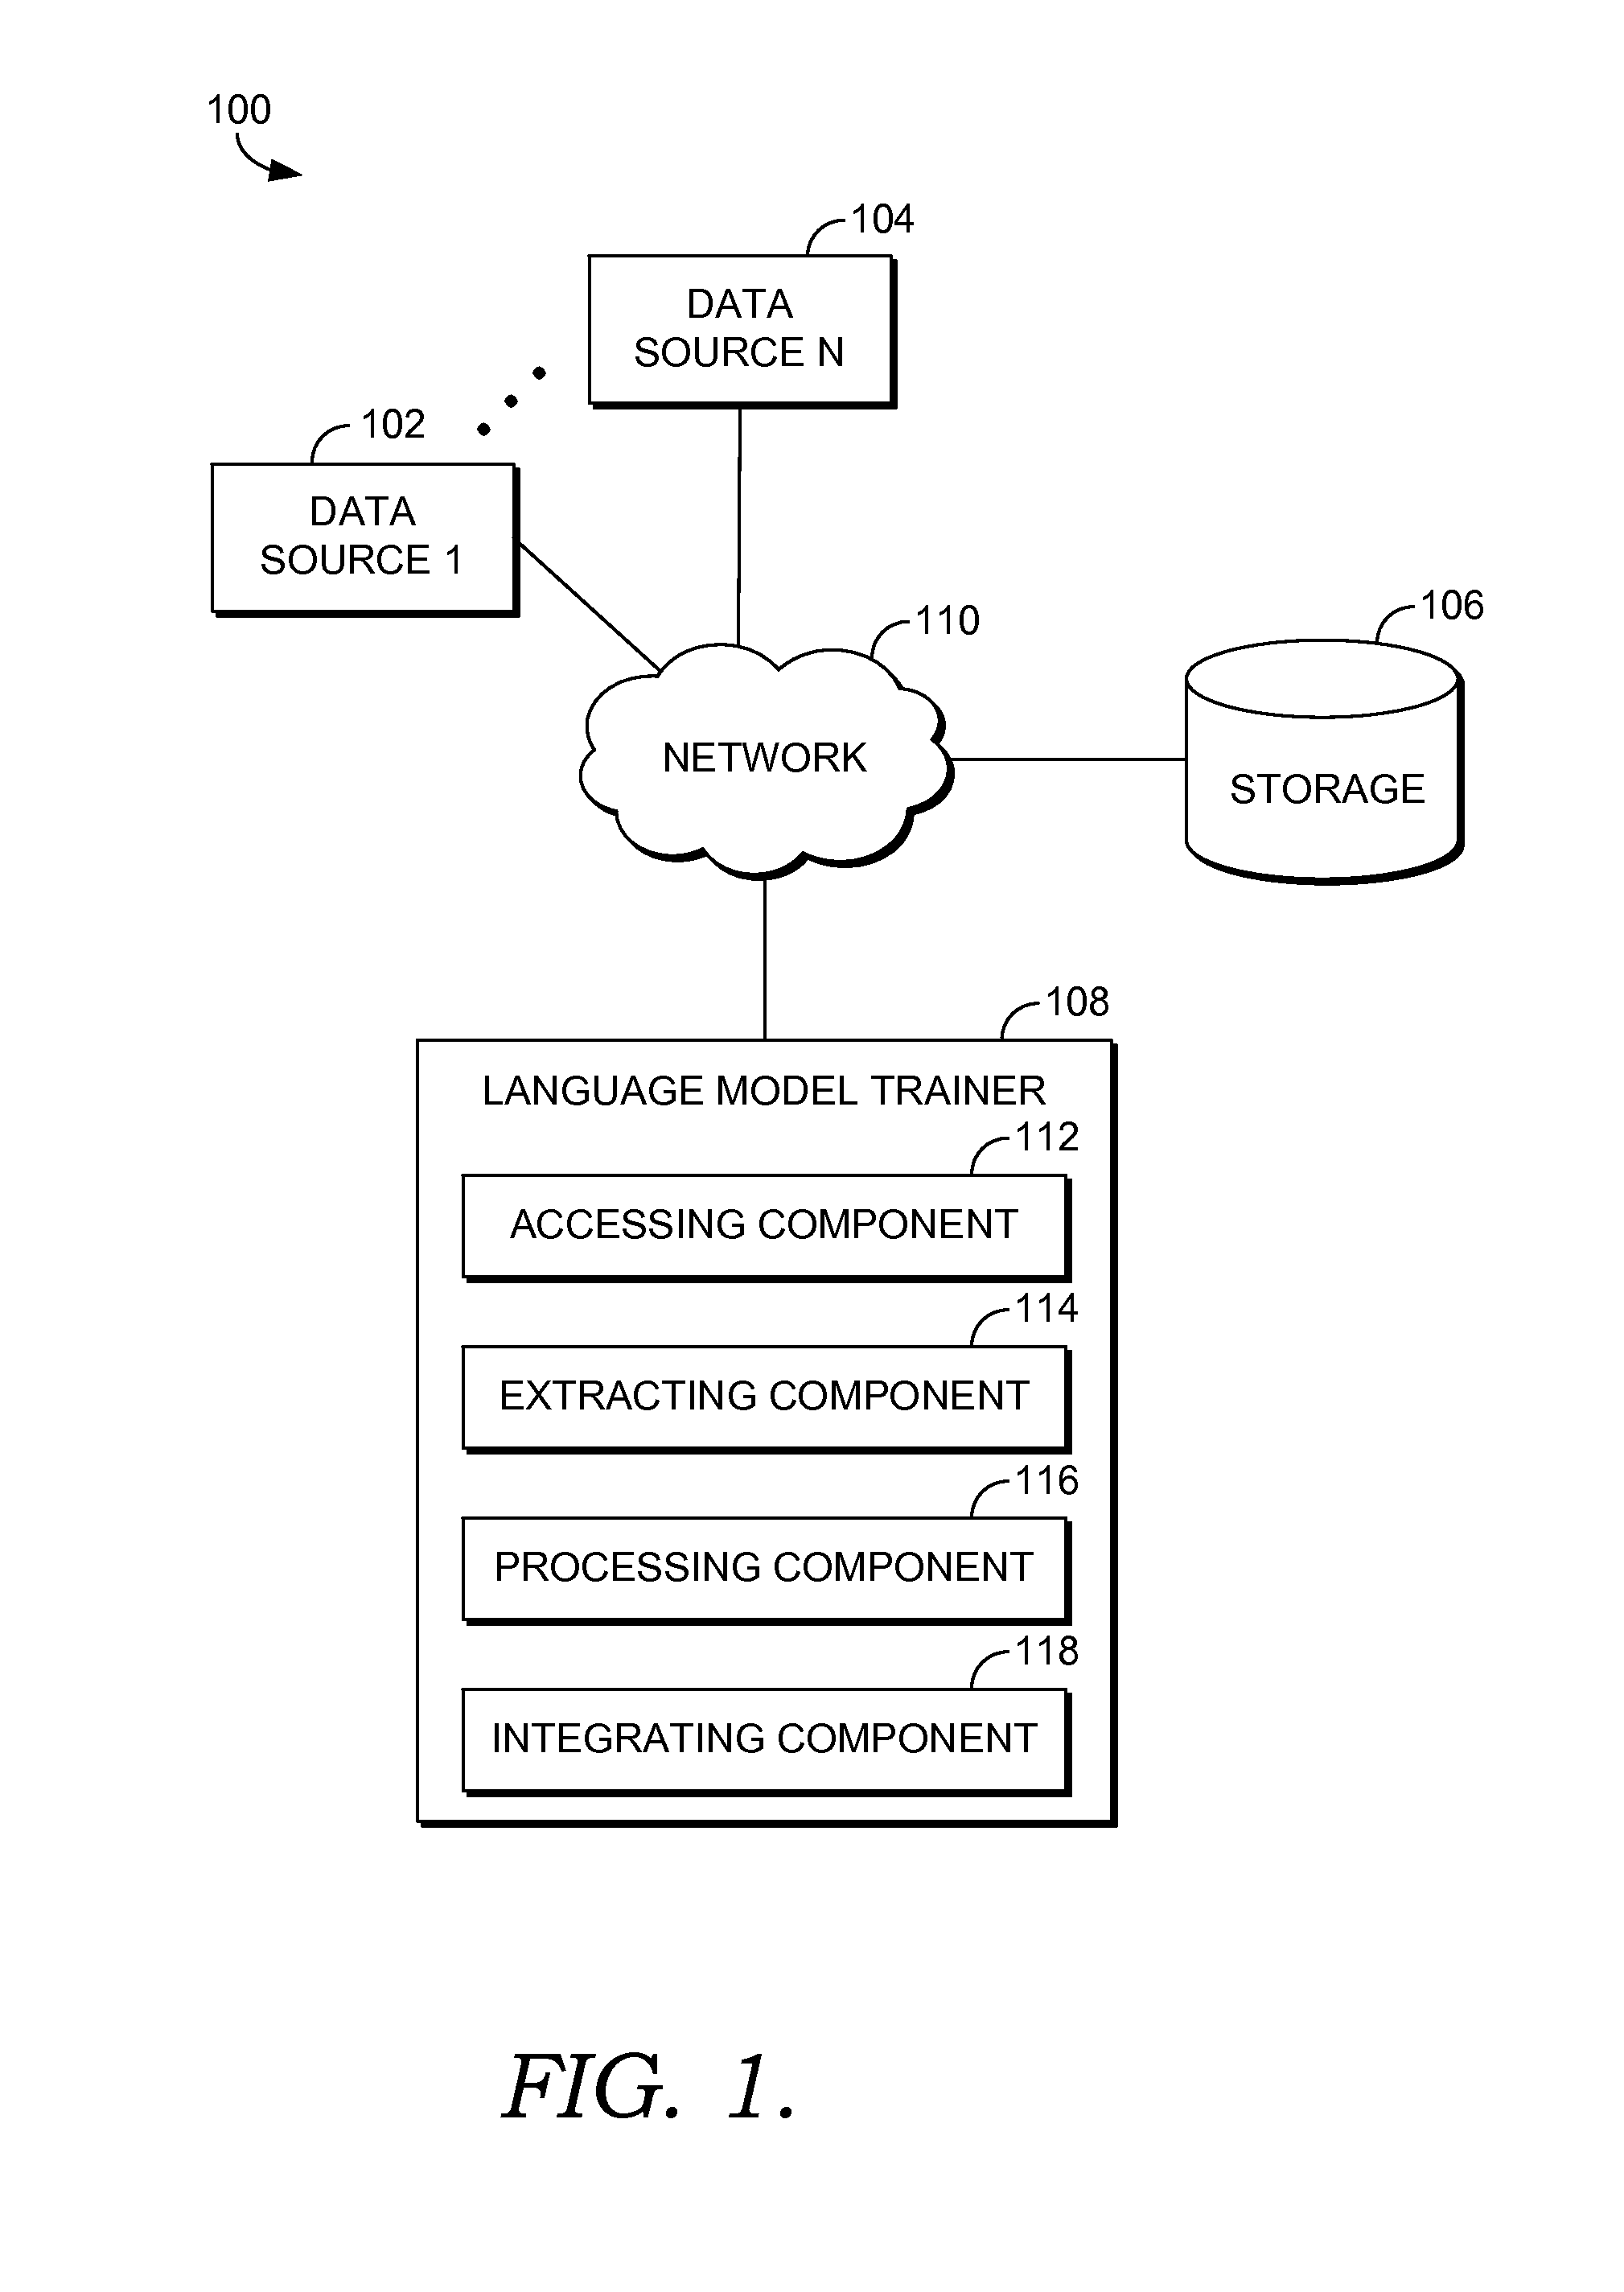 100
104
DATA
SOURCE N
102
DATA
SOURCE 1
110
NETWORK
106
STORAGE
108
LANGUAGE MODEL TRAINER
112
ACCESSING COMPONENT
114
EXTRACTING COMPONENT
116
PROCESSING COMPONENT
118
INTEGRATING COMPONENT
FIG. 1.